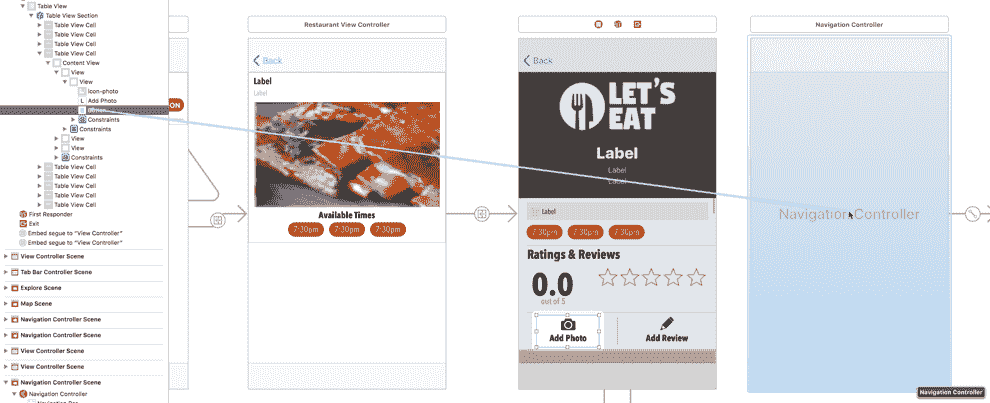 Table View
Table View Section
Table View Cell
Table View Cell
Table View Cell
Table View Cell
Content View
View
View
icon-photo
L Add Photo
Button
Constraints
Constraints
View
View
Constraints
Table View Cell
Table View Cell
Table View Cell
Table View Cell
Table View Cell
First Responder
Exit
Embed segue to "View Controller"
Embed segue to "View Controller"
View Controller Scene
Tab Bar Controller Scene
Explore Scene
Map Scene
Navigation Controller Scene
Navigation Controller Scene
View Controller Scene
View Controller Scene
Navigation Controller Scene
Navigation Controller
ON
Restaurant View Controller
Back
Label
Label
Available Times
7:30pm 7:30pm 7:30pm
Back
LET'S
EAT
Label
Label
Label
Label
7:30pm 7:30pm 7:30pm
Ratings & Reviews
0.0
out of 5
Add Photo
Add Review
Navigation Controller
Navigation Controller
Navigation Controller